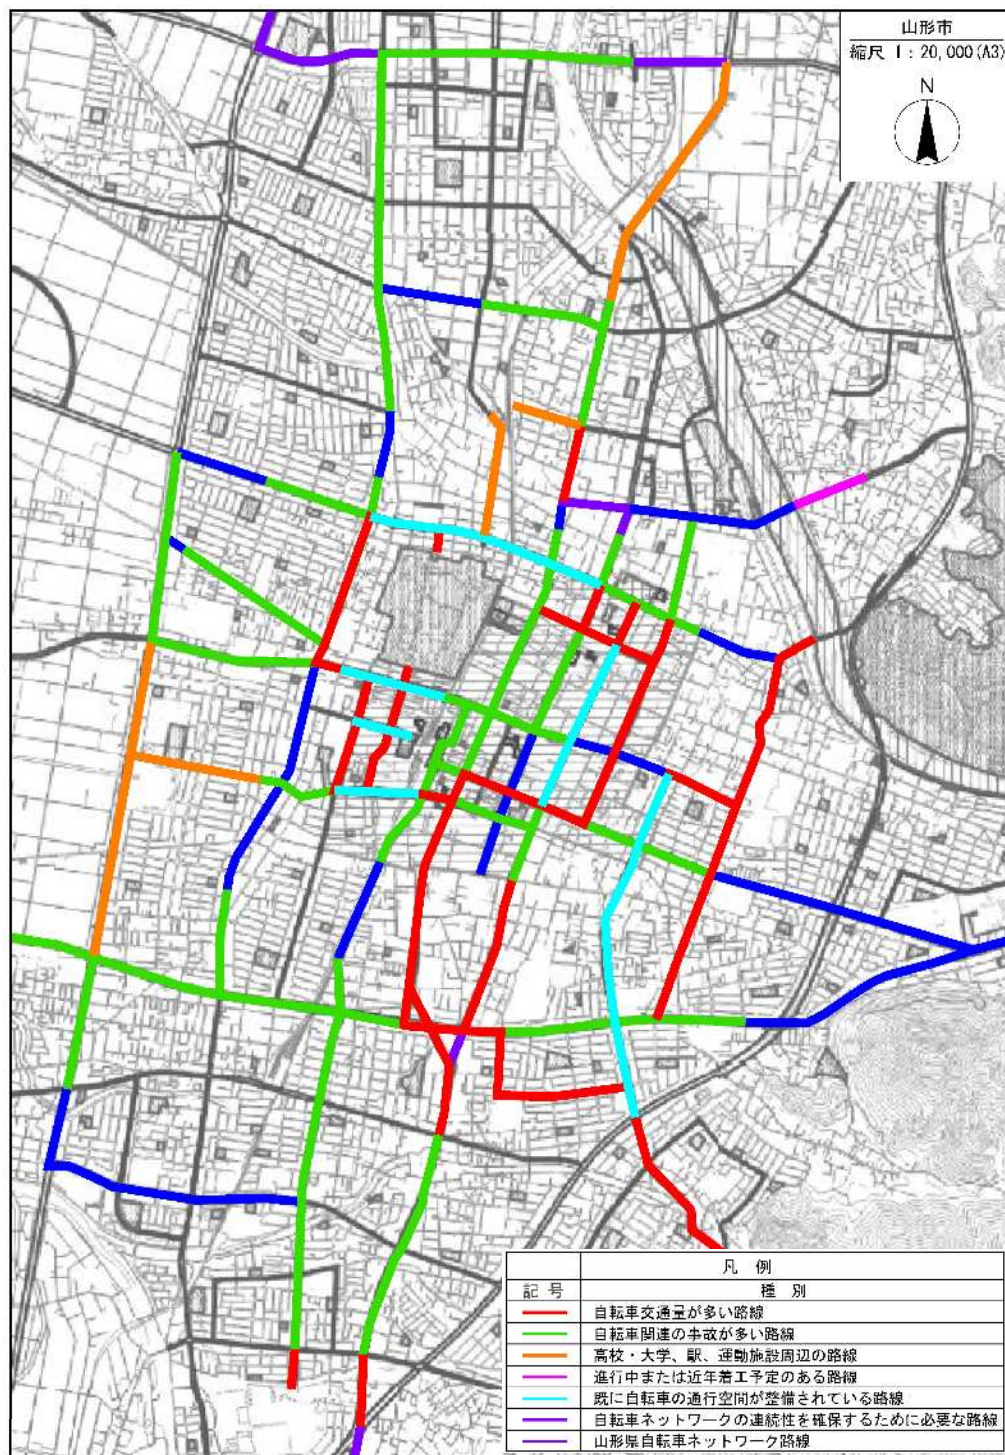 山形市
縮尺 1:20,000(A3)
N
凡 例
記 号 種 別
自転車交通量が多い路線
自転車関連の事故が多い路線
高校・大学、駅、運動施設周辺の路線
進行中または近年着工予定のある路線
既に自転車の通行空間が整備されている路線
自転車ネットワークの連続性を確保するために必要な路線
山形県自転車ネットワーク路線